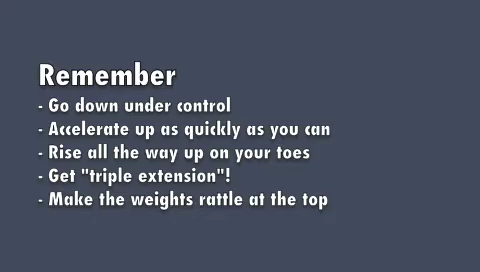 Remember
- Go down under control
- Accelerate up as quickly as you can
- Rise all the way up on your toes
- Get "triple extension"!
- Make the weights rattle at the top